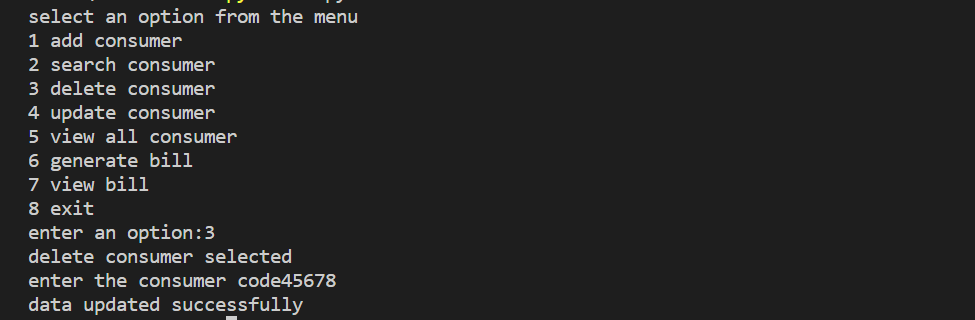 select an option from the menu
1 add consumer
2 search consumer
3 delete consumer
4 update consumer
5 view all consumer
6 generate bill
7 view bill
8 exit
enter an option:3
delete consumer selected
enter the consumer code45678
data updated successfully